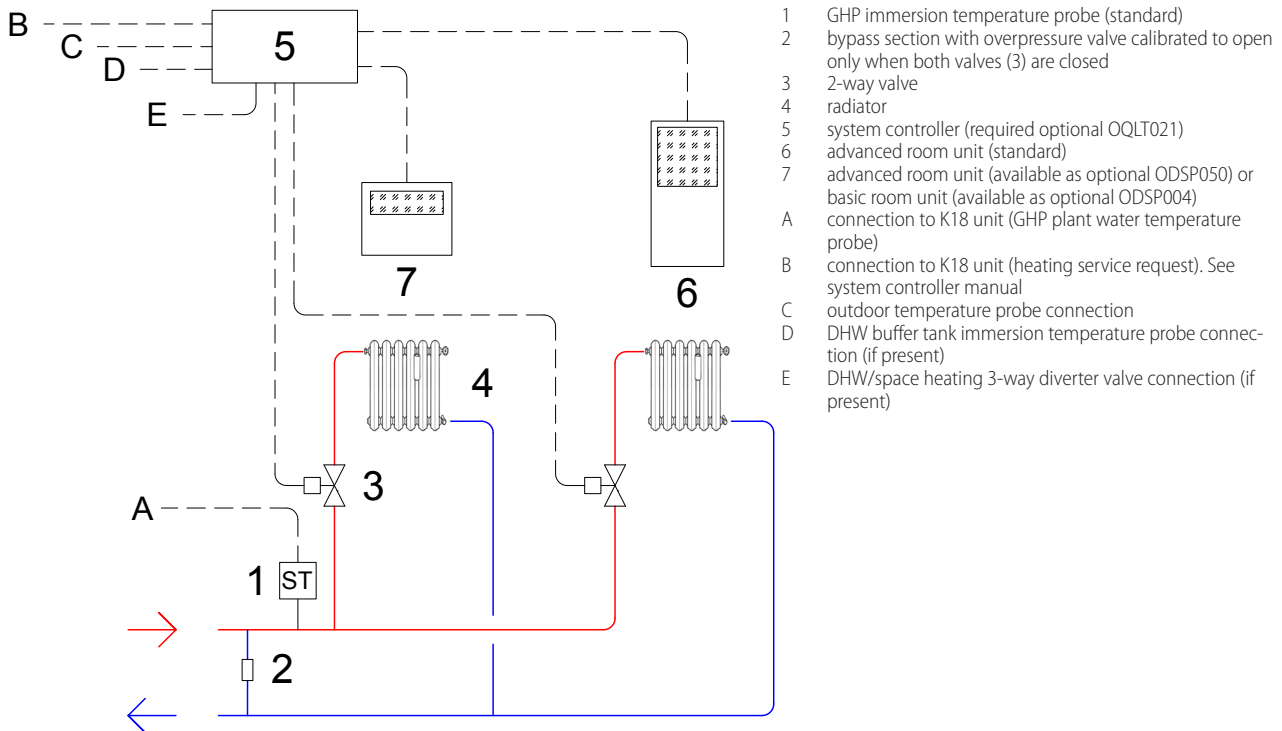 B
C
D
E
5
7
6
4
3
A
1
ST
2
1 GHP immersion temperature probe (standard)
2 bypass section with overpressure valve calibrated to open
only when both valves (3) are closed
3 2-way valve
4 radiator
5 system controller (required optional OQLT021)
6 advanced room unit (standard)
7 advanced room unit (available as optional ODSP050) or
basic room unit (available as optional ODSP004)
A connection to K18 unit (GHP plant water temperature
probe)
B connection to K18 unit (heating service request). See
system controller manual
C outdoor temperature probe connection
D DHW buffer tank immersion temperature probe connec-
tion (if present)
E DHW/space heating 3-way diverter valve connection (if
present)